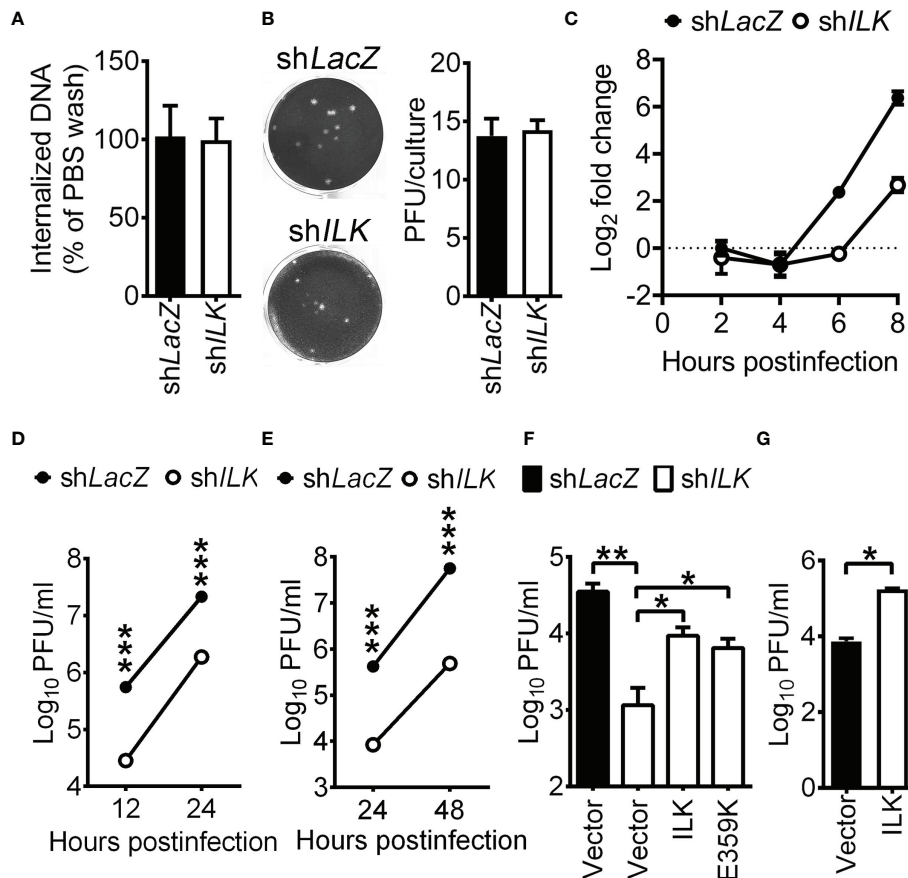 A
Internalized DNA
(% of PBS wash)
150
100
50
0
shLacZ
shILK
B
shLacZ
shILK
PFU/culture
20
15
10
5
0
shLacZ
shILK
C
shLacZ shILK
Log2 fold change
8
6
4
2
0
-2
0 2 4 6 8
Hours postinfection
D
shLacZ shILK
Log10 PFU/ml
8
7
6
5
4
***
***
12 24
Hours postinfection
E
shLacZ shILK
Log10 PFU/ml
8
7
6
5
4
3
***
***
24 48
Hours postinfection
F
shLacZ shILK
Log10 PFU/ml
5
4
3
2
**
*
*
Vector
Vector
ILK
E359K
G
Log10 PFU/ml
6
4
2
0
*
Vector
ILK